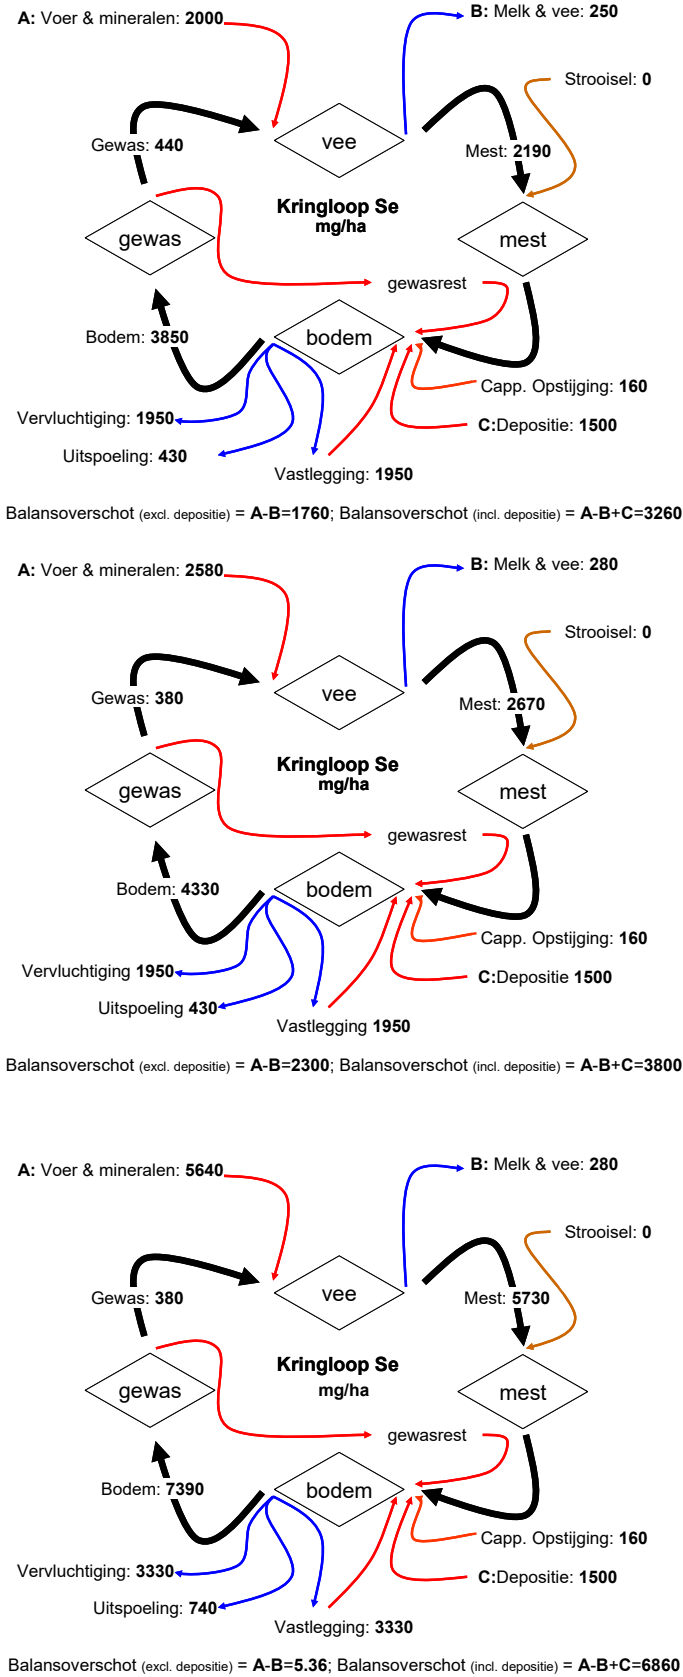 A: Voer & mineralen: 2000
B: Melk & vee: 250
Strooisel: 0
vee
Gewas: 440
Mest: 2190
Kringloop Se
mg/ha
gewas
mest
gewasrest
Bodem: 3850
bodem
Capp. Opstijging: 160
Vervluchtiging: 1950
C:Depositie: 1500
Uitspoeling: 430
Vastlegging: 1950
Balansoverschot (excl. depositie) = A-B=1760; Balansoverschot (incl. depositie) = A-B+C=3260
A: Voer & mineralen: 2580
B: Melk & vee: 280
Strooisel: 0
vee
Gewas: 380
Mest: 2670
Kringloop Se
mg/ha
gewas
mest
gewasrest
Bodem: 4330
bodem
Capp. Opstijging: 160
Vervluchtiging 1950
C:Depositie 1500
Uitspoeling 430
Vastlegging 1950
Balansoverschot (excl. depositie) = A-B=2300; Balansoverschot (incl. depositie) = A-B+C=3800
A: Voer & mineralen: 5640
B: Melk & vee: 280
Strooisel: 0
vee
Gewas: 380
Mest: 5730
Kringloop Se
mg/ha
gewas
mest
gewasrest
Bodem: 7390
bodem
Capp. Opstijging: 160
Vervluchtiging: 3330
C:Depositie: 1500
Uitspoeling: 740
Vastlegging: 3330
Balansoverschot (excl. depositie) = A-B=5.36; Balansoverschot (incl. depositie) = A-B+C=6860